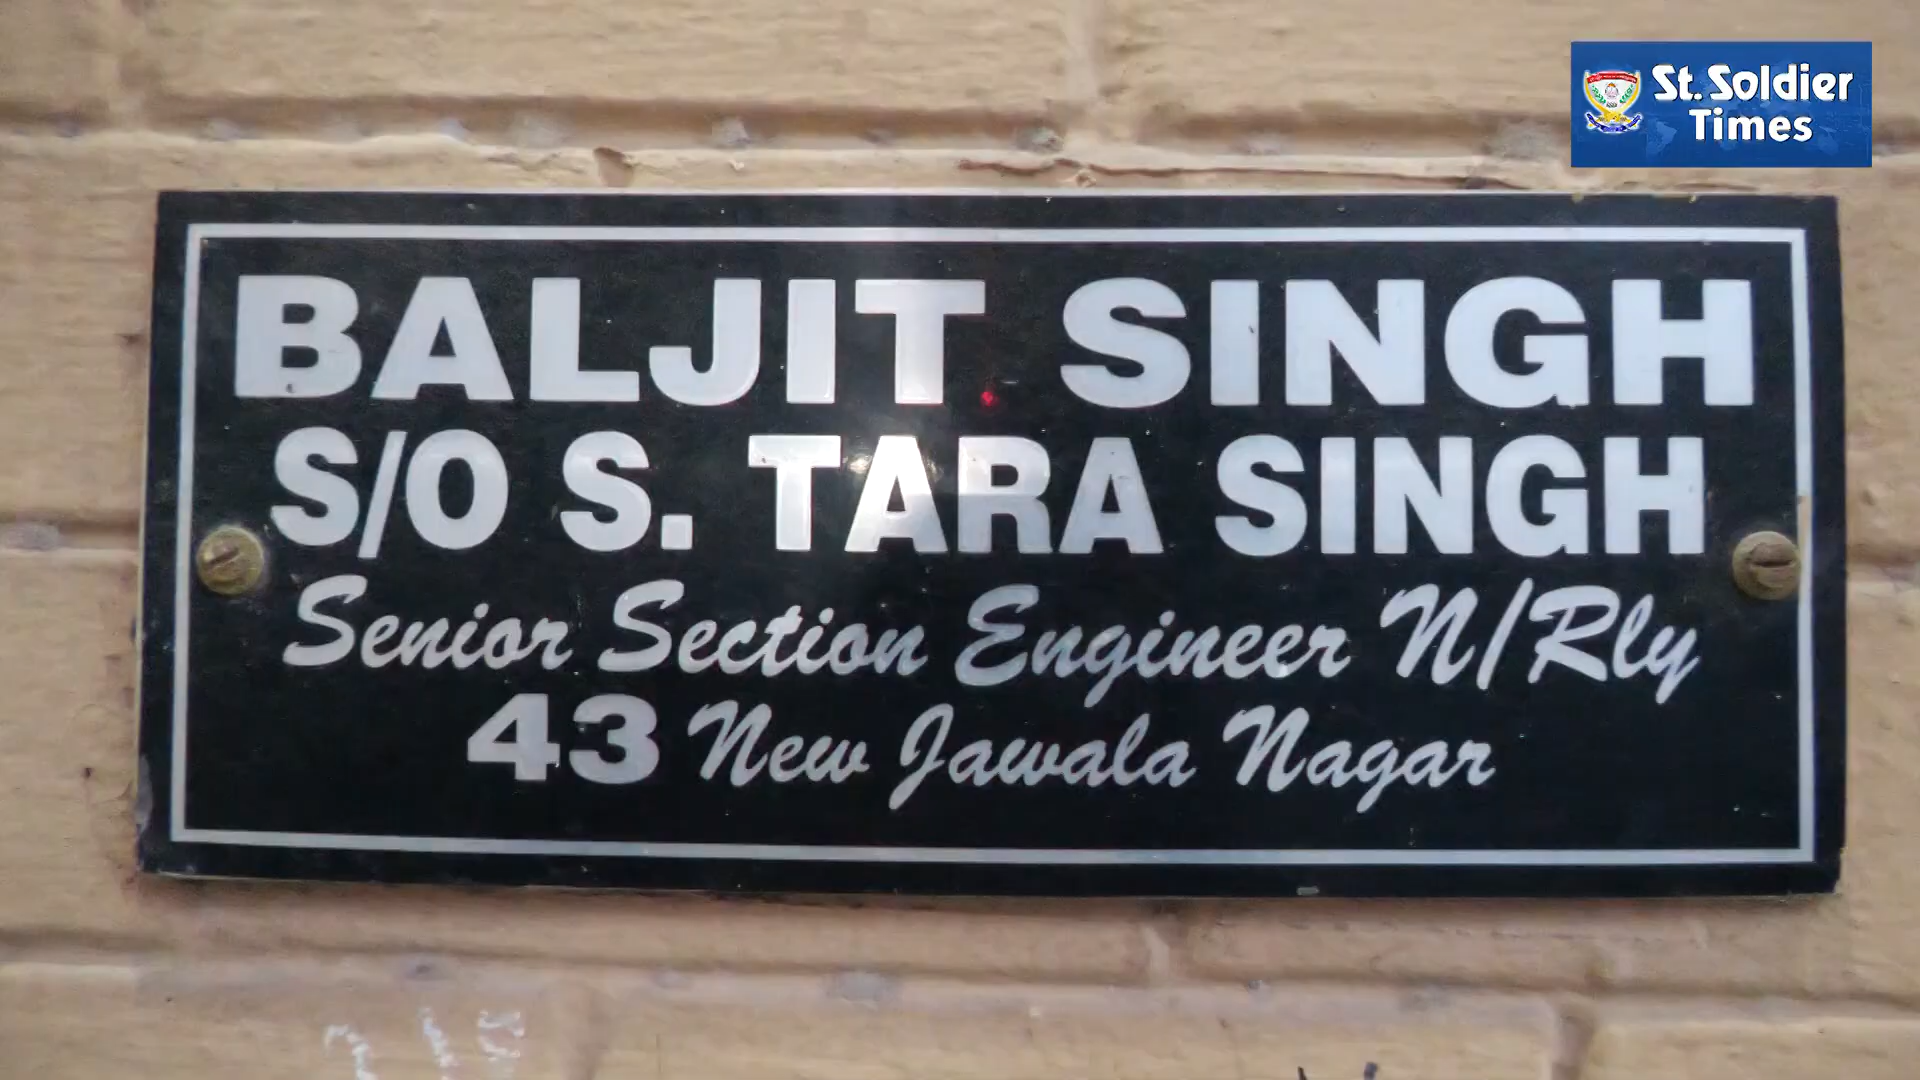 St. Soldier
Times
BALJIT SINGH
S/O S. TARA SINGH
Senior Section Engineer N/Rly
43 New Jawala Nagar